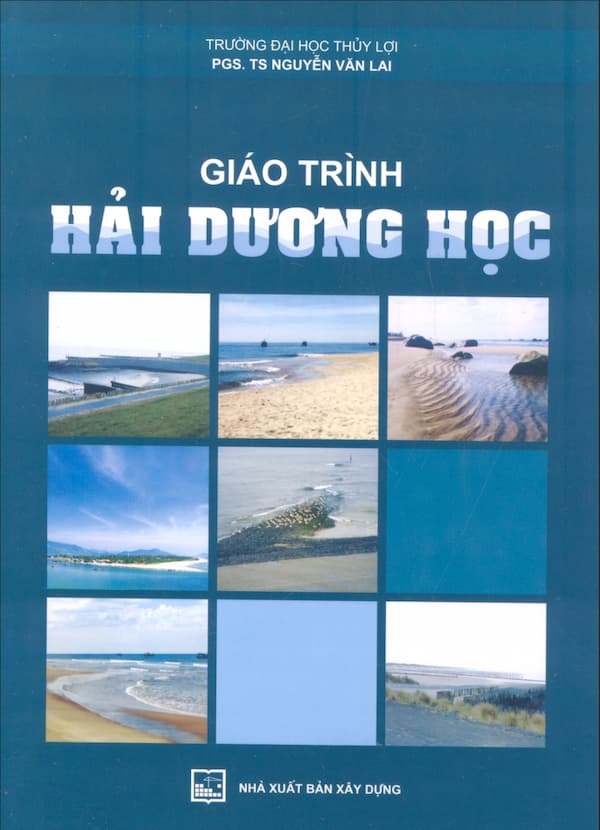 TRƯỜNG ĐẠI HỌC THỦY LỢI
PGS. TS NGUYỄN VĂN LAI
GIÁO TRÌNH
HẢI DƯƠNG HỌC
NHÀ XUẤT BẢN XÂY DỰNG